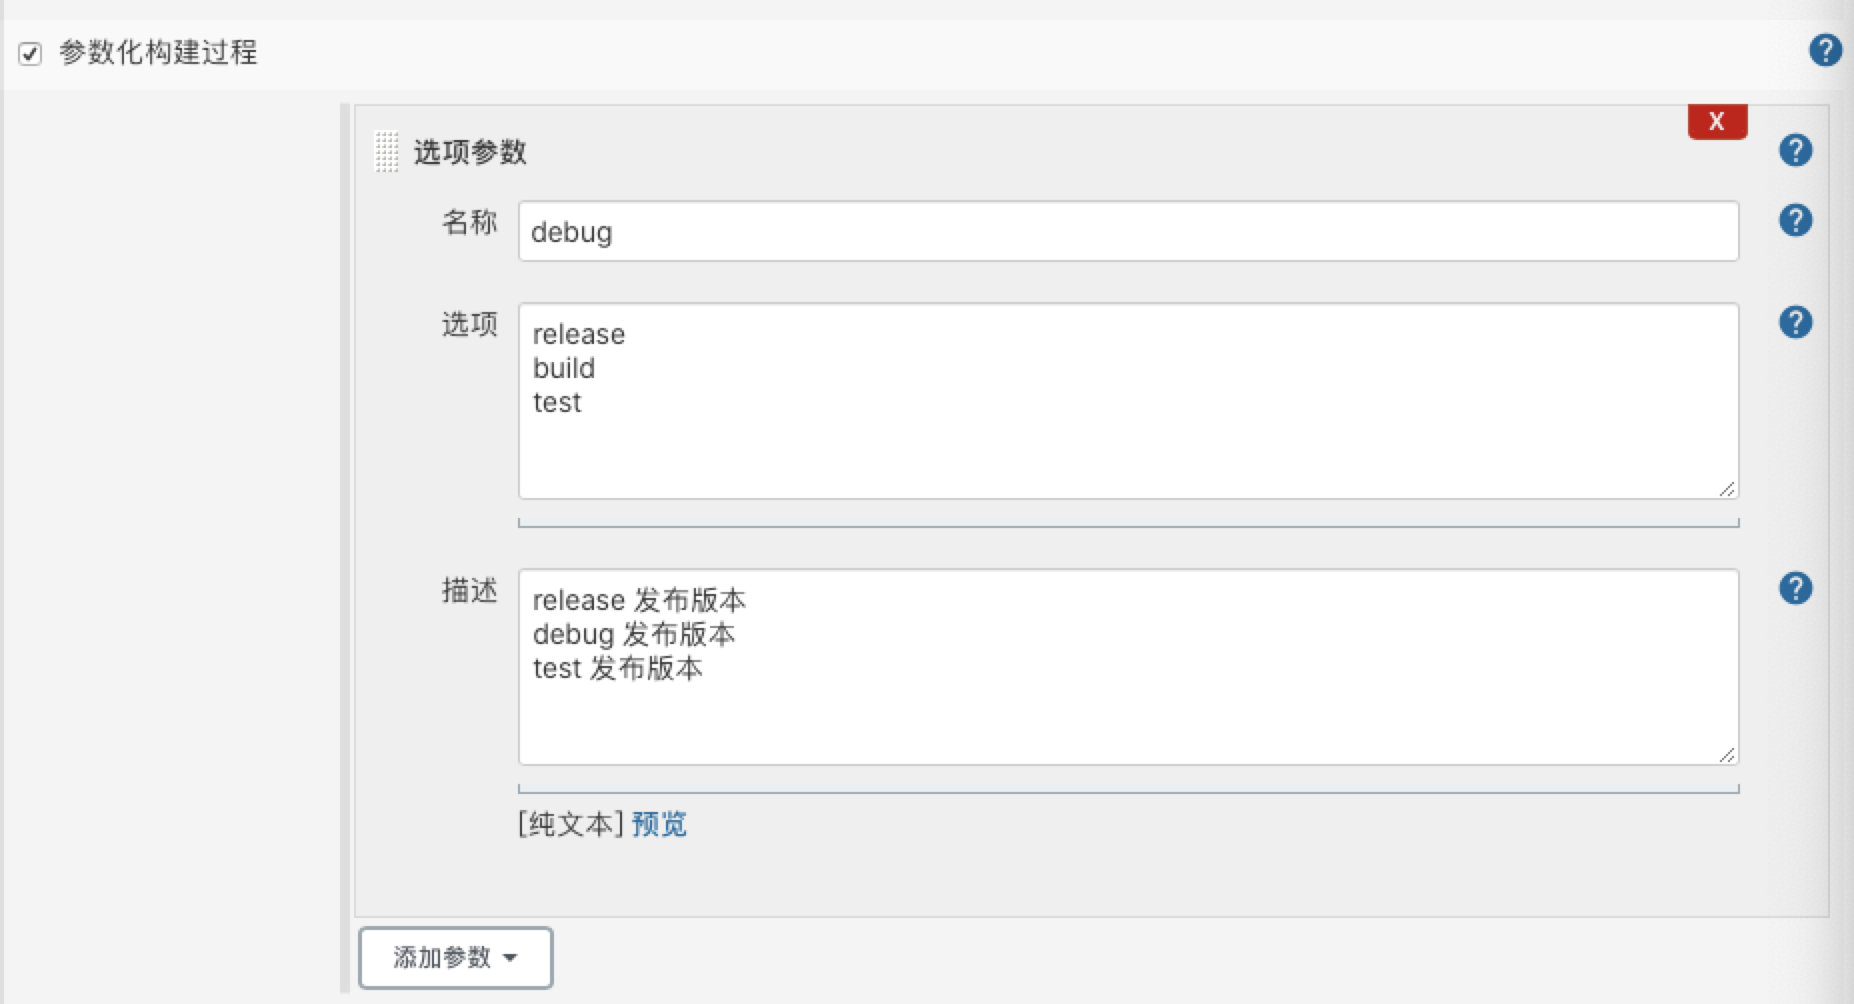 参数化构建过程
?
X
选项参数
?
名称
debug
?
选项
release
build
test
?
描述
release 发布版本
debug 发布版本
test 发布版本
?
[纯文本] 预览
添加参数